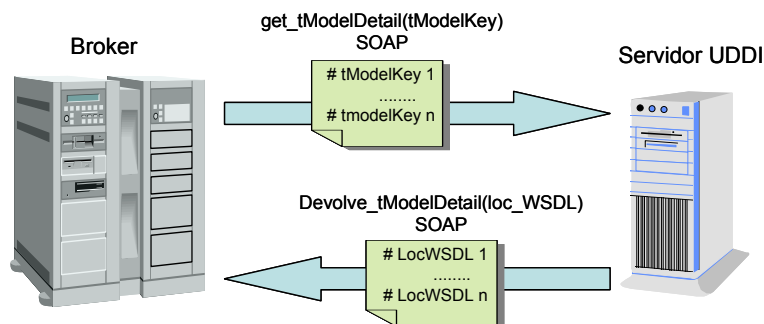 Broker
get_tModelDetail(tModelKey)
SOAP
# tModelKey 1
........
# tmodelKey n
Servidor UDDI
Devolve_tModelDetail(loc_WSDL)
SOAP
# LocWSDL 1
........
# LocWSDL n